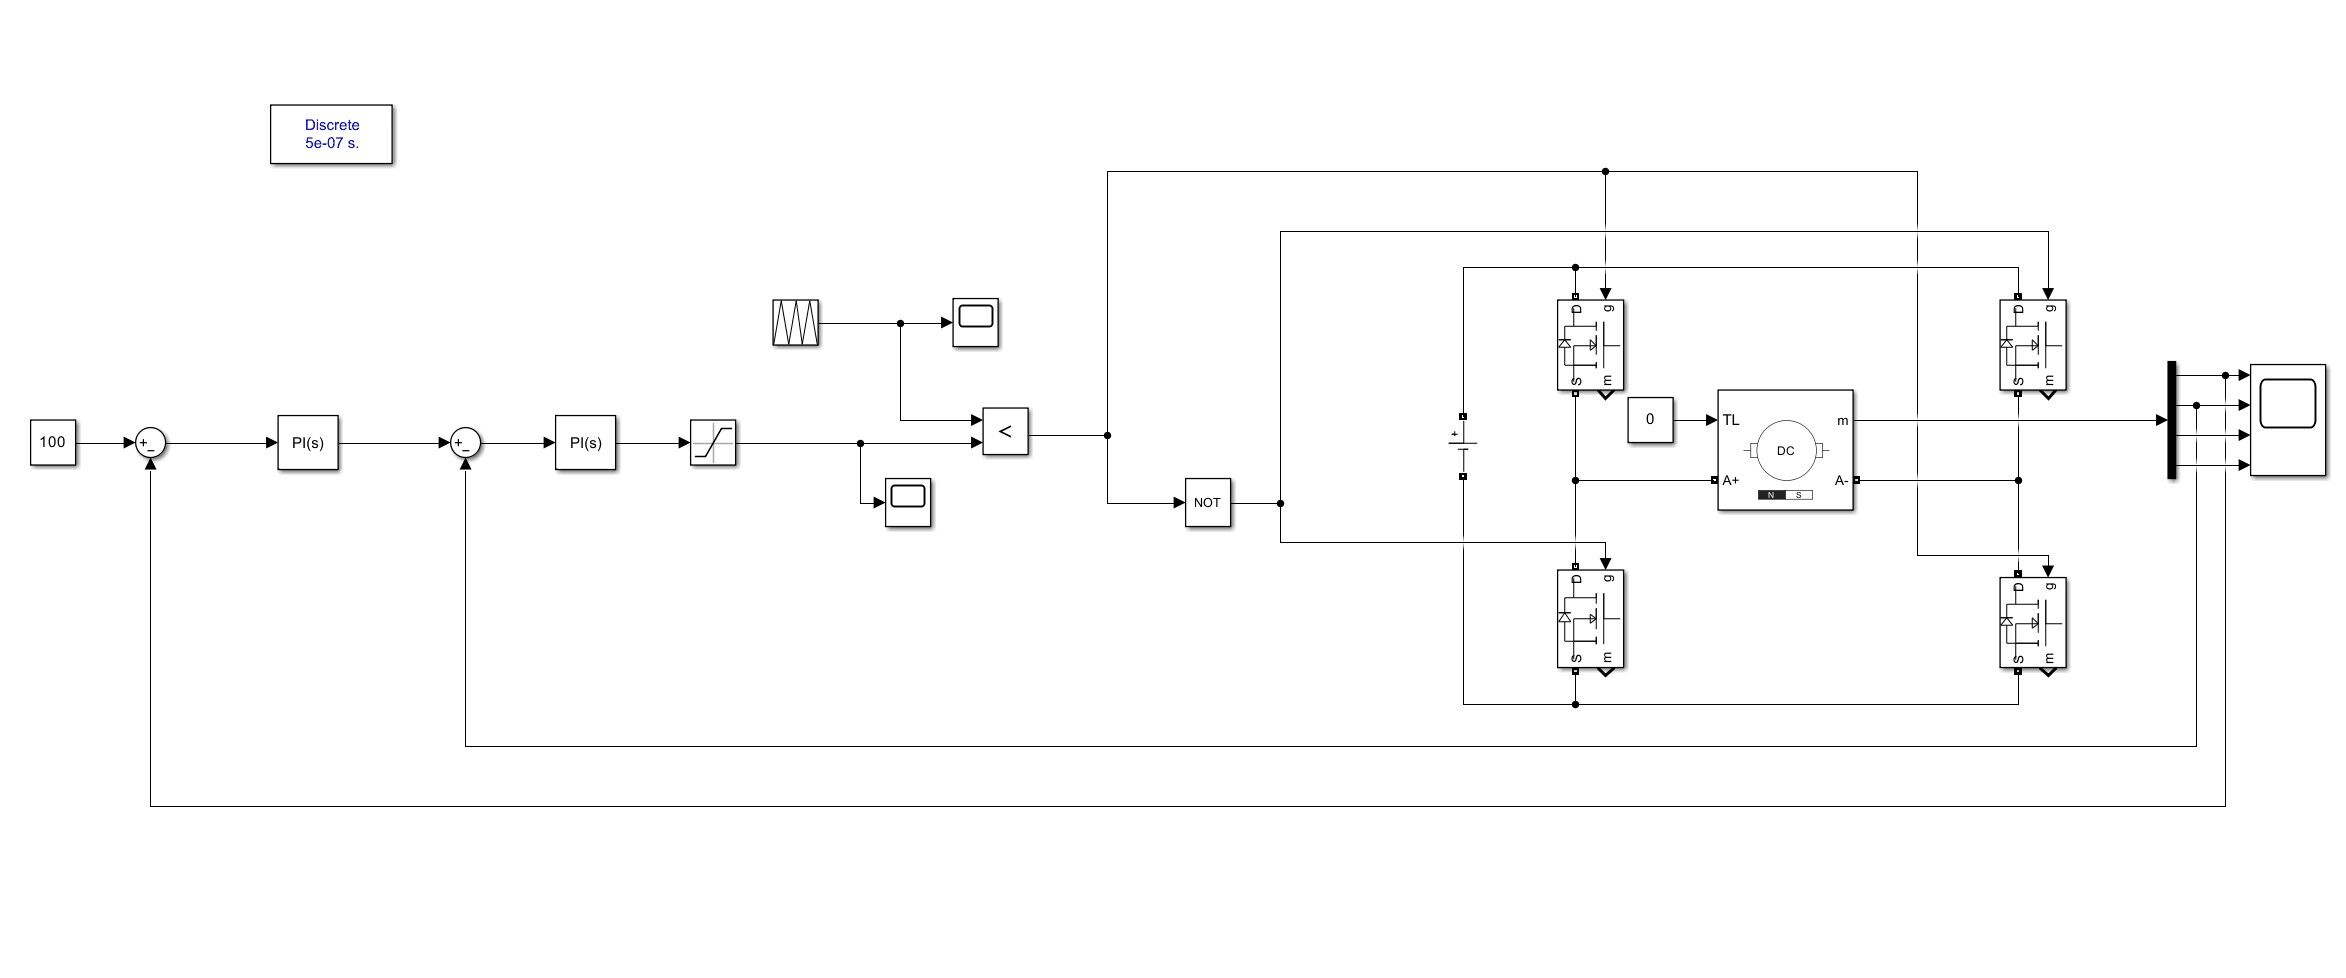 Discrete
5e-07 s.
100
+
−
PI(s)
+
−
PI(s)
<
NOT
+
D
g
S
m
D
g
S
m
0
TL
m
DC
A+
A-
N
S
D
g
S
m
D
g
S
m